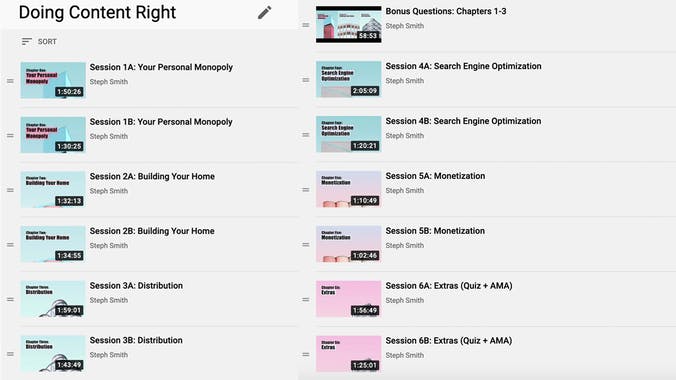 Doing Content Right
SORT
Chapter One:
Your Personal
Monopoly
1:50:26
Session 1A: Your Personal Monopoly
Steph Smith
Chapter One:
Your Personal
Monopoly
1:30:25
Session 1B: Your Personal Monopoly
Steph Smith
Chapter Two:
Building Your Home
1:32:13
Session 2A: Building Your Home
Steph Smith
Chapter Two:
Building Your Home
1:34:55
Session 2B: Building Your Home
Steph Smith
Chapter Three:
Distribution
1:59:01
Session 3A: Distribution
Steph Smith
Chapter Three:
Distribution
1:43:49
Session 3B: Distribution
Steph Smith
58:53
Bonus Questions: Chapters 1-3
Steph Smith
Chapter Four:
Search Engine
Optimization
2:05:09
Session 4A: Search Engine Optimization
Steph Smith
Chapter Four:
Search Engine
Optimization
1:20:21
Session 4B: Search Engine Optimization
Steph Smith
Chapter Five:
Monetization
1:10:49
Session 5A: Monetization
Steph Smith
Chapter Five:
Monetization
1:02:46
Session 5B: Monetization
Steph Smith
Chapter Six:
Extras
1:56:49
Session 6A: Extras (Quiz + AMA)
Steph Smith
Chapter Six:
Extras
1:25:01
Session 6B: Extras (Quiz + AMA)
Steph Smith